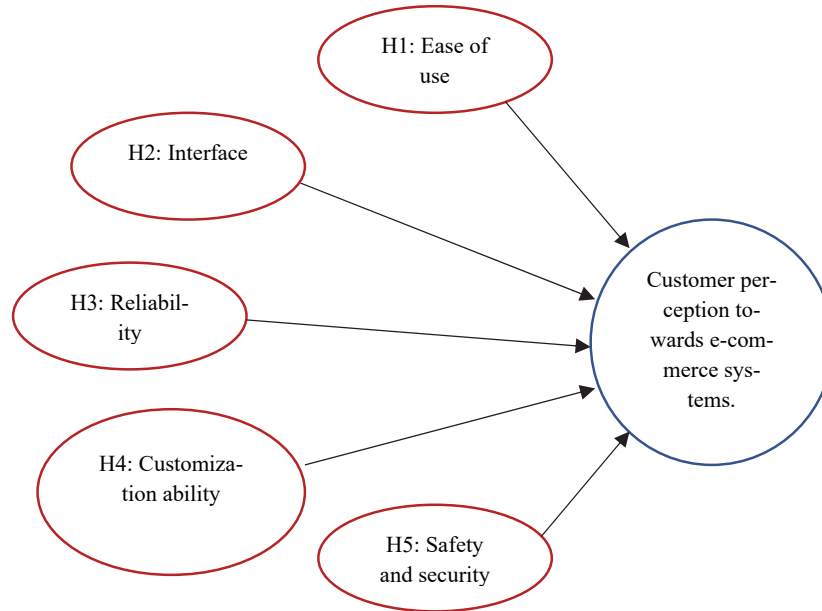 H1: Ease of
use
H2: Interface
H3: Reliabil-
ity
H4: Customiza-
tion ability
H5: Safety
and security
Customer per-
ception to-
wards e-com-
merce sys-
tems.